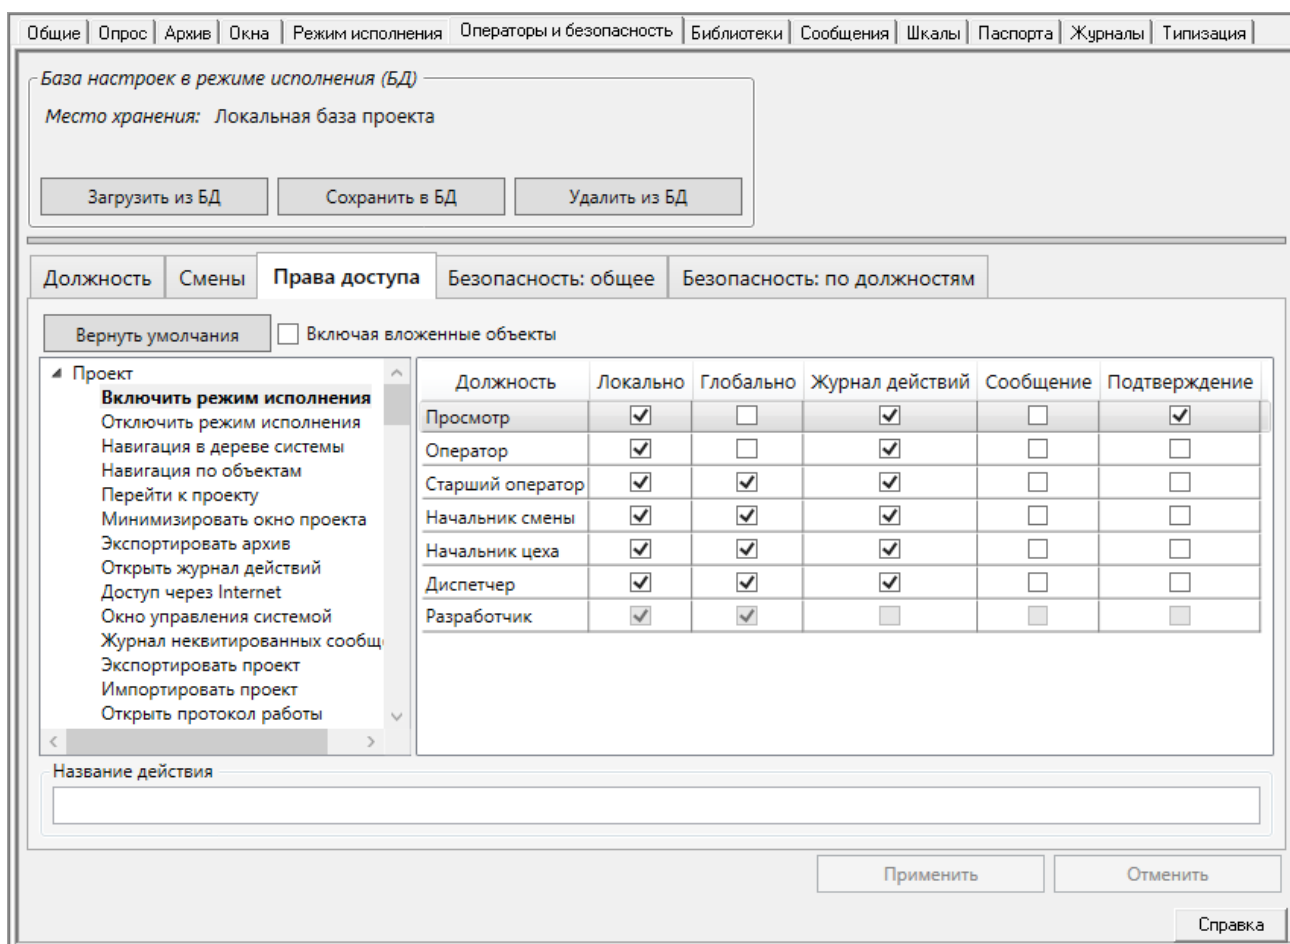 Общие Опрос Архив Окна Режим исполнения Операторы и безопасность Библиотеки Сообщения Шкалы Паспорта Журналы Типизация
База настроек в режиме исполнения (БД)
Место хранения: Локальная база проекта
Загрузить из БД Сохранить в БД Удалить из БД
Должность Смены Права доступа Безопасность: общее Безопасность: по должностям
Вернуть умолчания Включая вложенные объекты
Проект
Включить режим исполнения
Отключить режим исполнения
Навигация в дереве системы
Навигация по объектам
Перейти к проекту
Минимизировать окно проекта
Экспортировать архив
Открыть журнал действий
Доступ через Internet
Окно управления системой
Журнал неквитированных сообщ
Экспортировать проект
Импортировать проект
Открыть протокол работы
Должность Локально Глобально Журнал действий Сообщение Подтверждение
Просмотр
Оператор
Старший оператор
Начальник смены
Начальник цеха
Диспетчер
Разработчик
Название действия
Применить Отменить
Справка